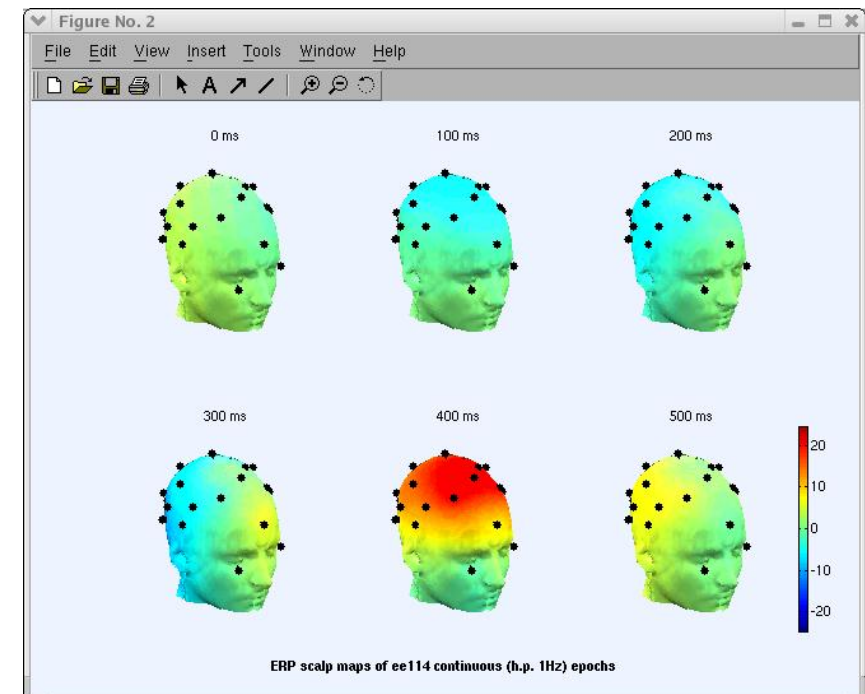 Figure No. 2
File Edit View Insert Tools Window Help
A
0 ms 100 ms 200 ms
300 ms 400 ms 500 ms
20
10
0
-10
-20
ERP scalp maps of ee114 continuous (h.p. 1Hz) epochs